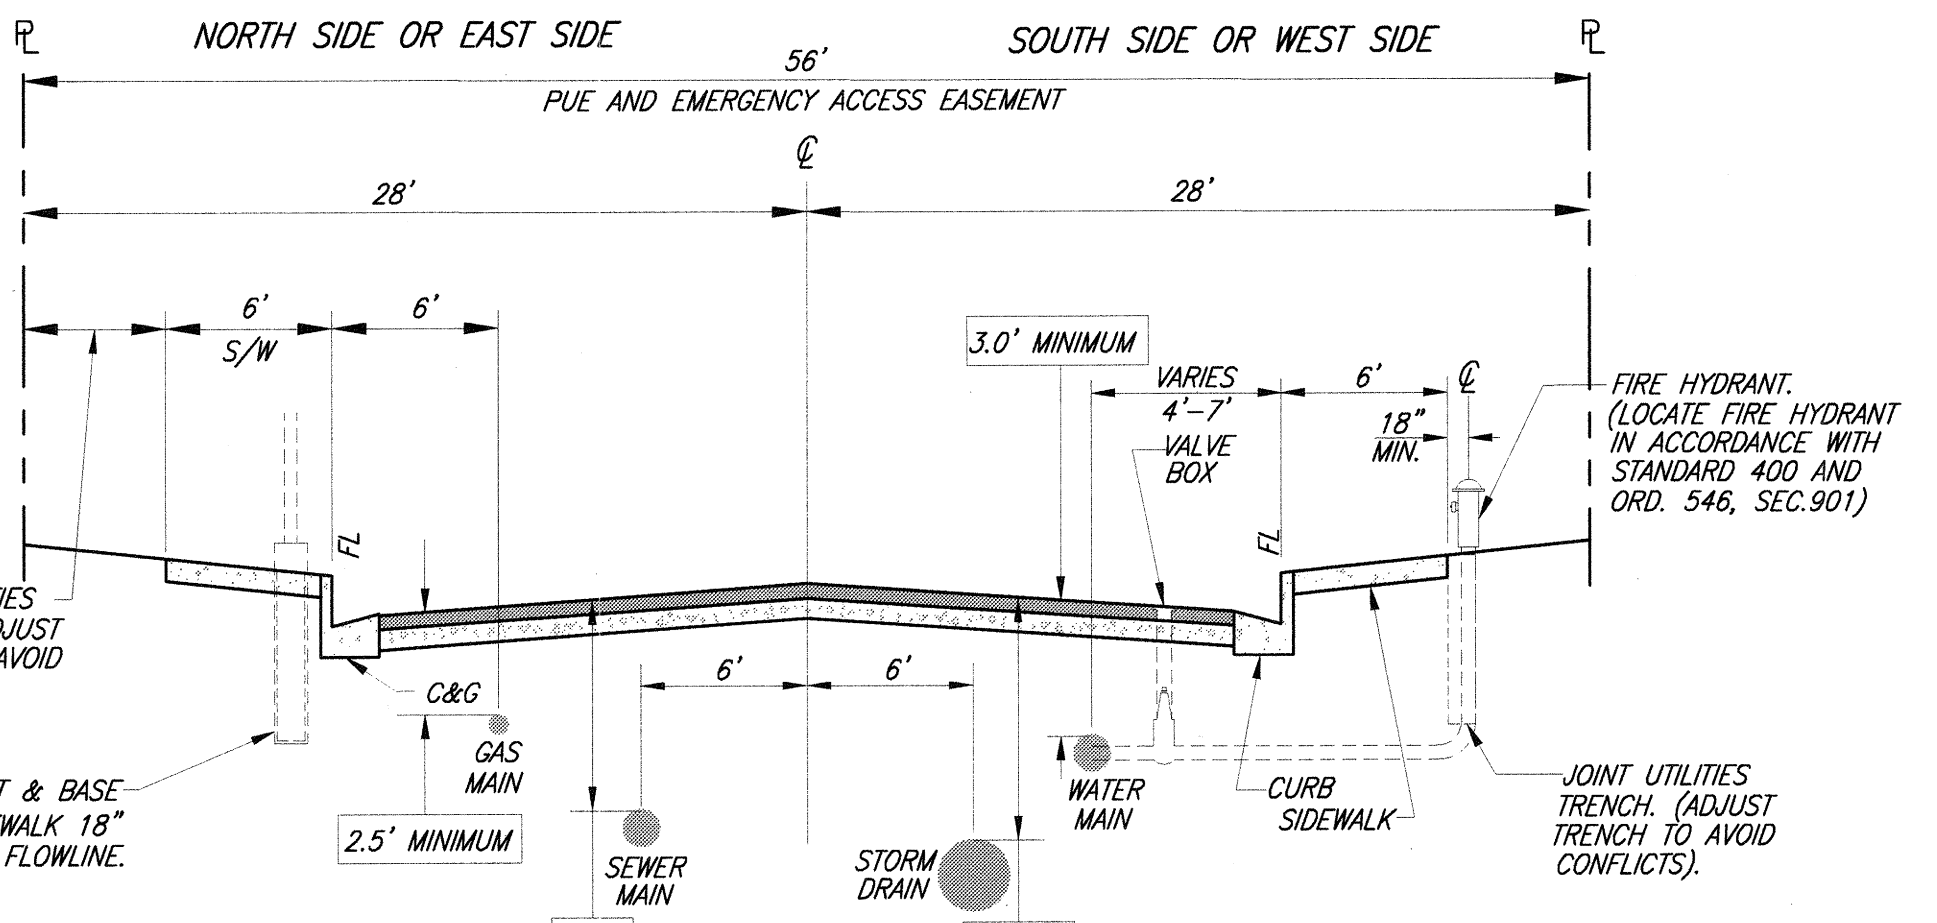 PL
NORTH SIDE OR EAST SIDE
SOUTH SIDE OR WEST SIDE
PL
56'
PUE AND EMERGENCY ACCESS EASEMENT
CL
28'
28'
6'
6'
S/W
3.0' MINIMUM
VARIES
4'-7'
VALVE
BOX
6'
CL
18"
MIN.
FIRE HYDRANT.
(LOCATE FIRE HYDRANT
IN ACCORDANCE WITH
STANDARD 400 AND
ORD. 546, SEC.901)
FL
FL
AVOID
C&G
6'
6'
GAS
MAIN
& BASE
18"
FLOWLINE.
2.5' MINIMUM
SEWER
MAIN
STORM
DRAIN
WATER
MAIN
CURB
SIDEWALK
JOINT UTILITIES
TRENCH. (ADJUST
TRENCH TO AVOID
CONFLICTS).